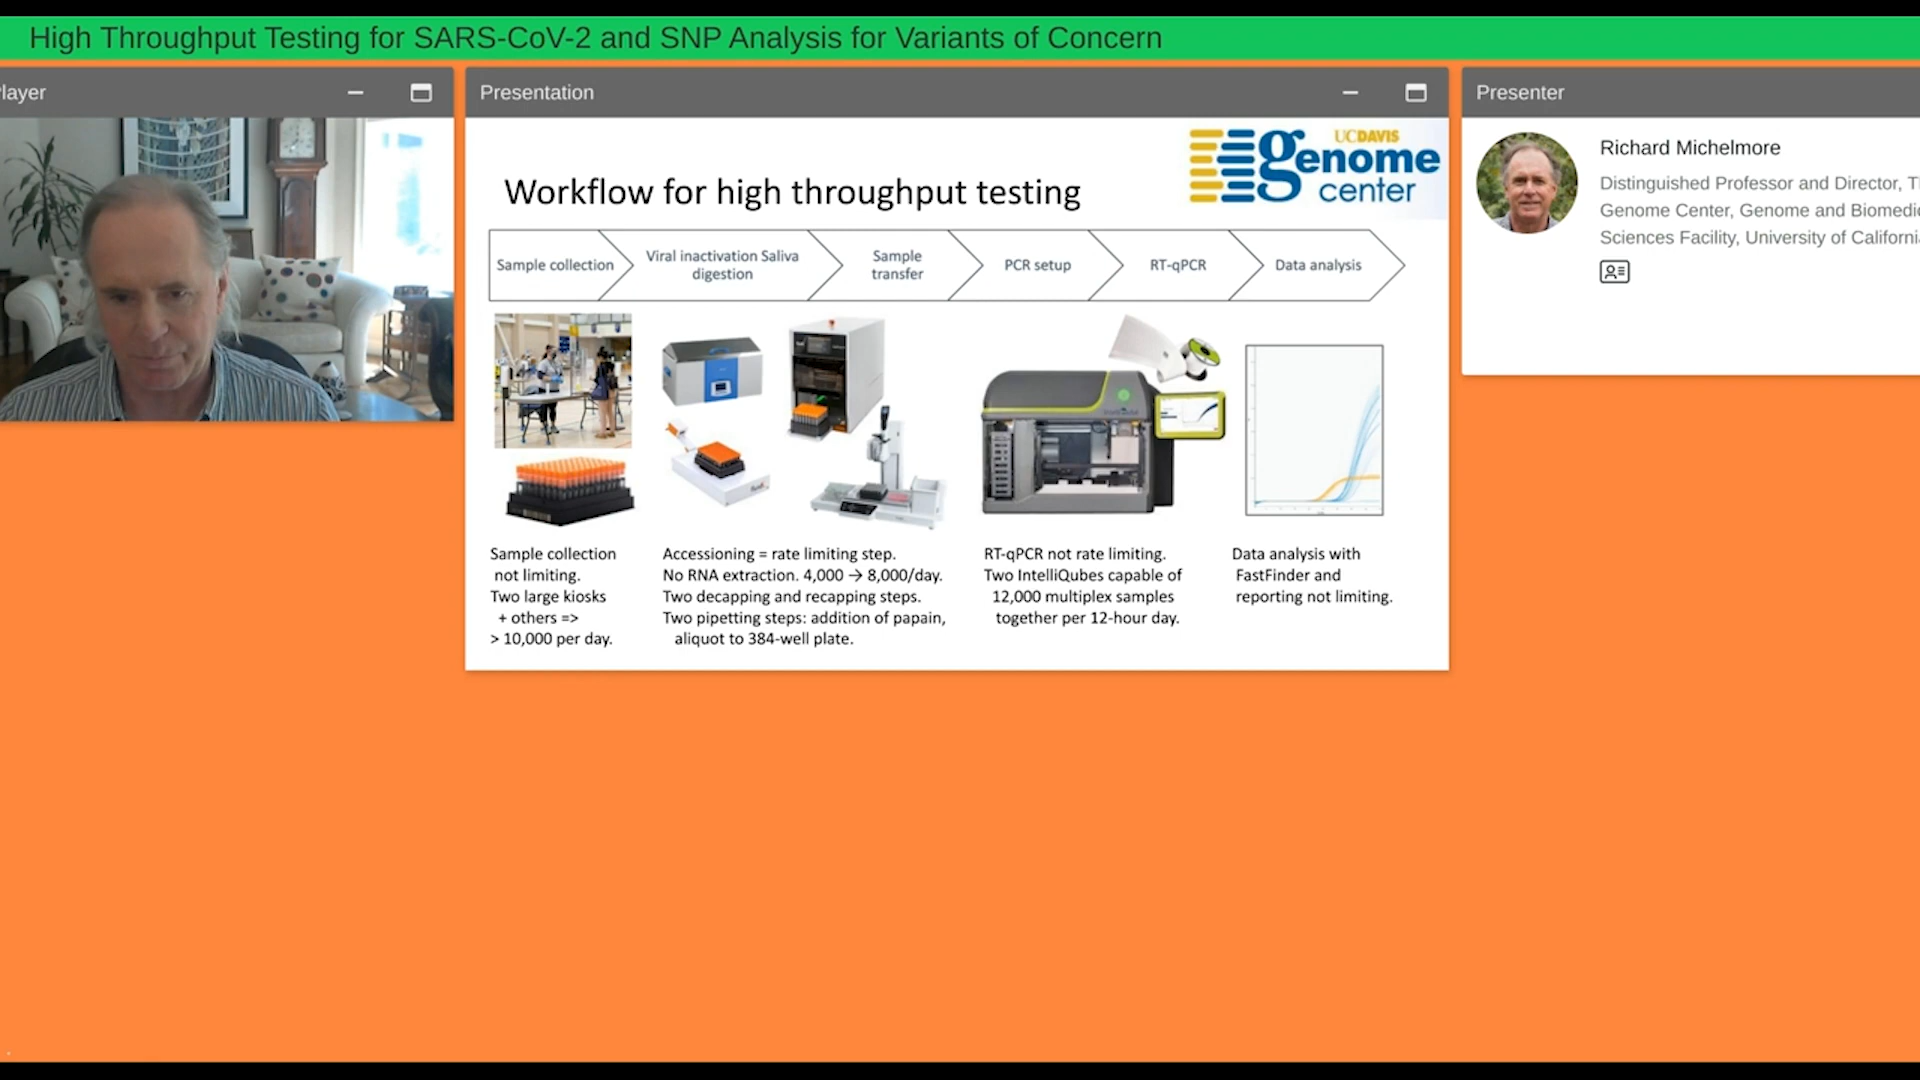 High Throughput Testing for SARS-CoV-2 and SNP Analysis for Variants of Concern
layer
Presentation
Presenter
UCDAVIS
genome
center
Workflow for high throughput testing
Sample collection
Viral inactivation Saliva
digestion
Sample
transfer
PCR setup
RT-qPCR
Data analysis
Sample collection
not limiting.
Two large kiosks
+ others =>
> 10,000 per day.
Accessioning = rate limiting step.
No RNA extraction. 4,000 → 8,000/day.
Two decapping and recapping steps.
Two pipetting steps: addition of papain,
aliquot to 384-well plate.
RT-qPCR not rate limiting.
Two IntelliQubes capable of
12,000 multiplex samples
together per 12-hour day.
Data analysis with
FastFinder and
reporting not limiting.
Richard Michelmore
Distinguished Professor and Director, T
Genome Center, Genome and Biomedic
Sciences Facility, University of Californi